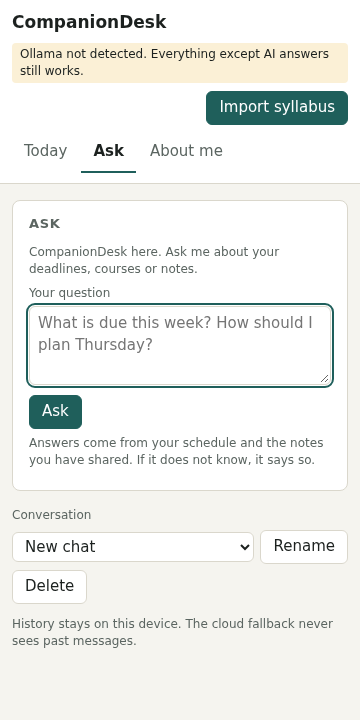 CompanionDesk
Ollama not detected. Everything except AI answers
still works.
Import syllabus
Today
Ask
About me
ASK
CompanionDesk here. Ask me about your
deadlines, courses or notes.
Your question
What is due this week? How should I
plan Thursday?
Ask
Answers come from your schedule and the notes
you have shared. If it does not know, it says so.
Conversation
New chat
Rename
Delete
History stays on this device. The cloud fallback never
sees past messages.